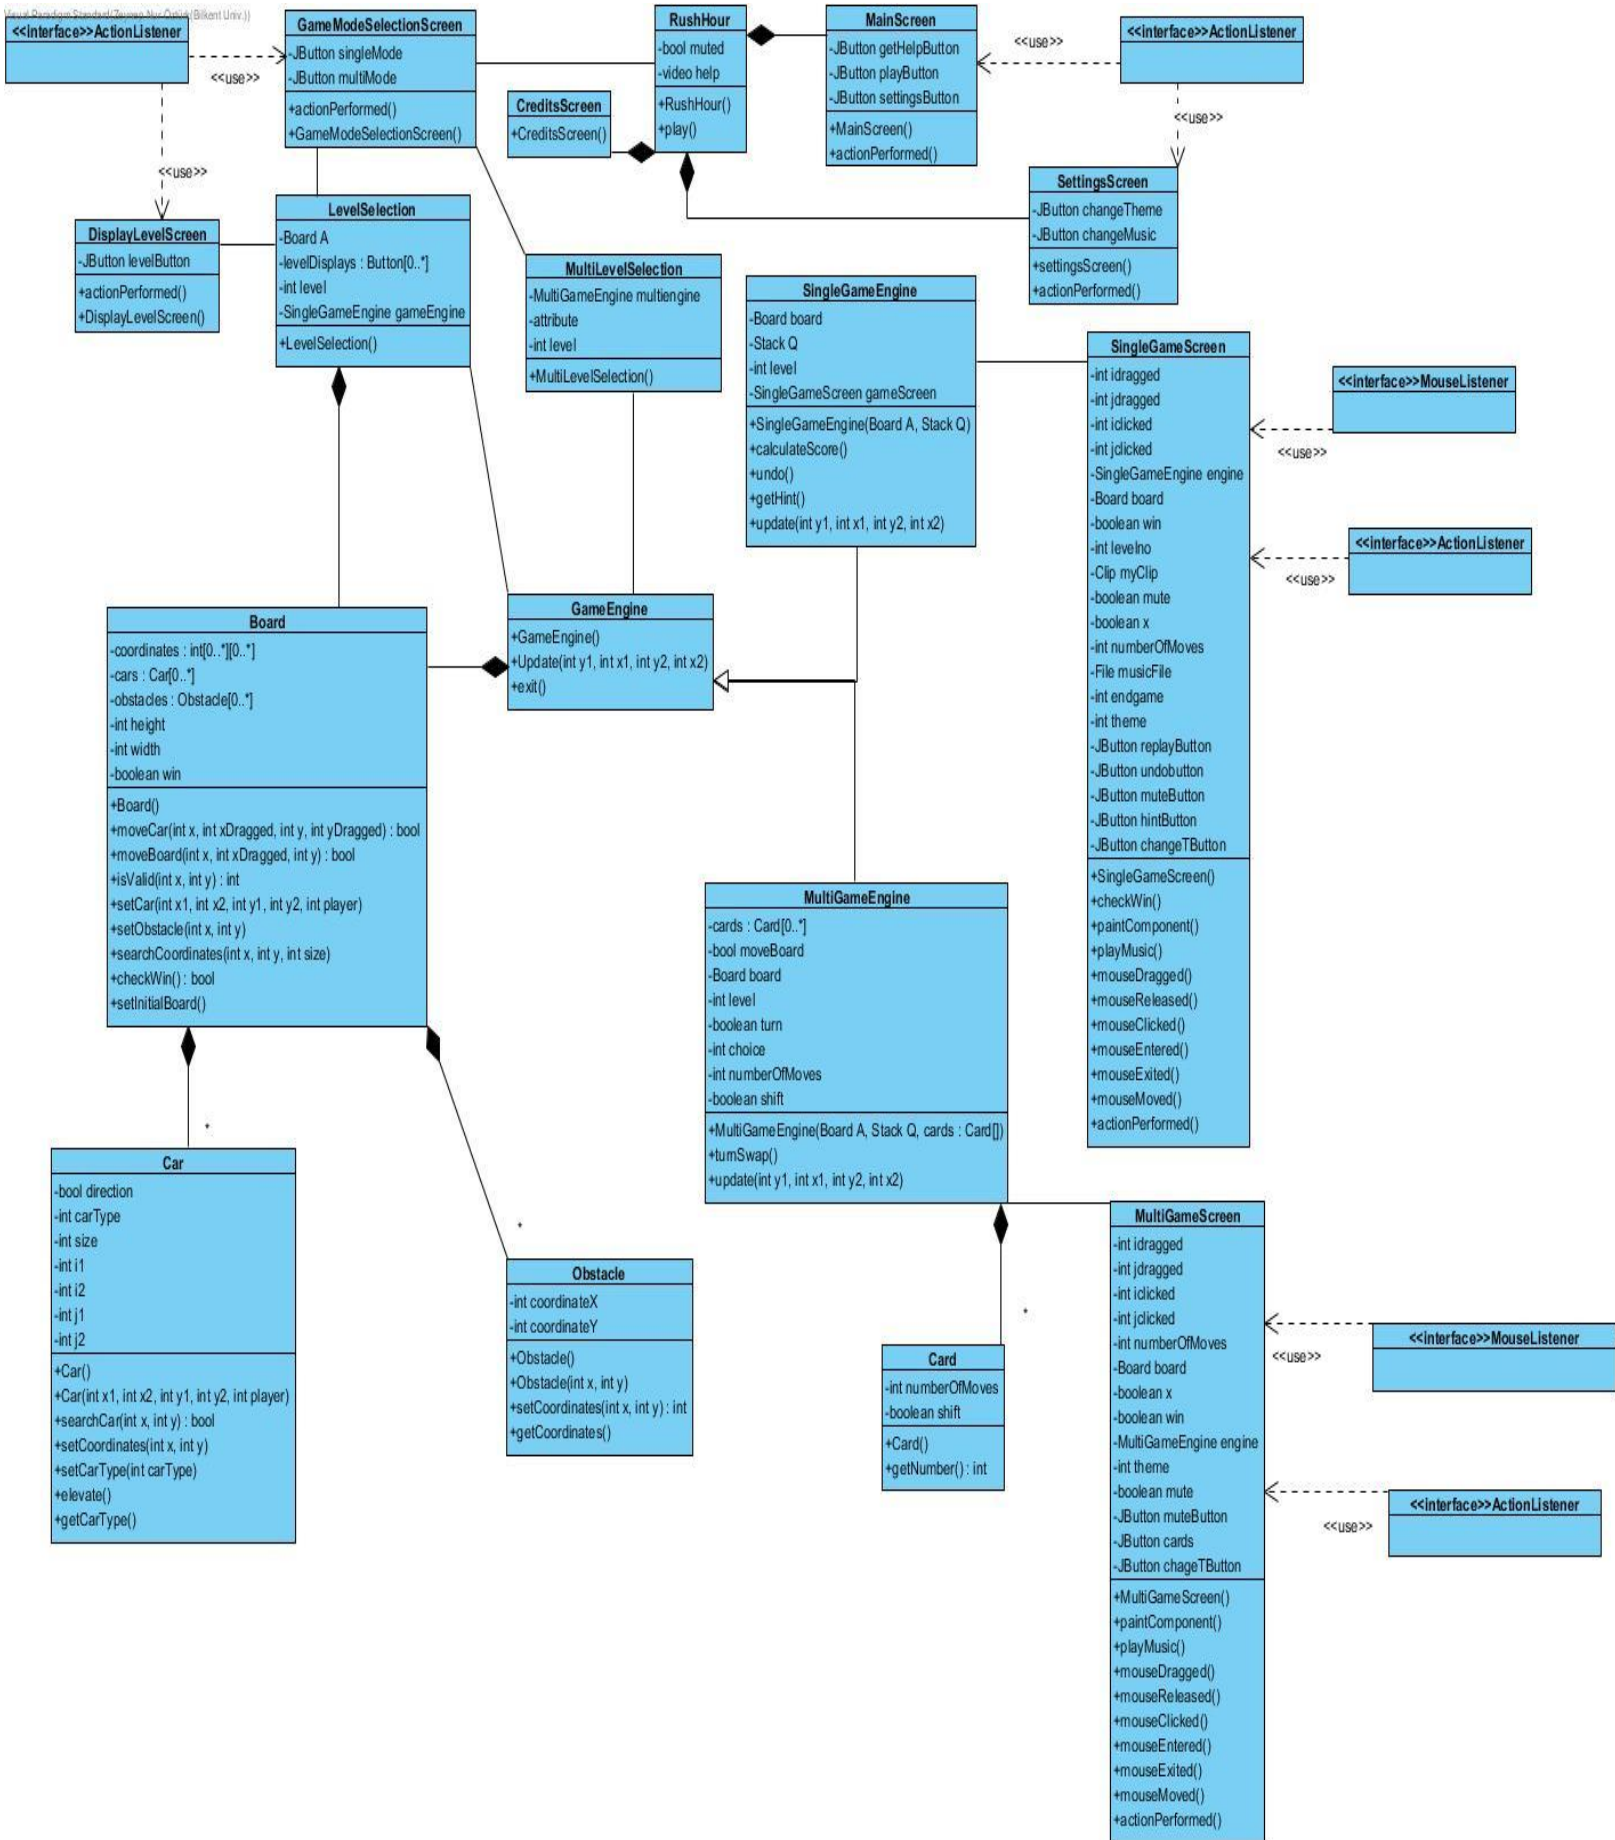 Visual Paradigm Standard(Zeynep Nur Öztürk(Bilkent Univ.))
<<interface>>ActionListener
<<use>>
<<use>>
GameModeSelectionScreen
-JButton singleMode
-JButton multiMode
+actionPerformed()
+GameModeSelectionScreen()
RushHour
-bool muted
-video help
+RushHour()
+play()
CreditsScreen
+CreditsScreen()
MainScreen
-JButton getHelpButton
-JButton playButton
-JButton settingsButton
+MainScreen()
+actionPerformed()
<<use>>
<<interface>>ActionListener
<<use>>
SettingsScreen
-JButton changeTheme
-JButton changeMusic
+settingsScreen()
+actionPerformed()
DisplayLevelScreen
-JButton levelButton
+actionPerformed()
+DisplayLevelScreen()
LevelSelection
-Board A
-levelDisplays : Button[0..*]
-int level
-SingleGameEngine gameEngine
+LevelSelection()
MultiLevelSelection
-MultiGameEngine multiengine
-attribute
-int level
+MultiLevelSelection()
SingleGameEngine
-Board board
-Stack Q
-int level
-SingleGameScreen gameScreen
+SingleGameEngine(Board A, Stack Q)
+calculateScore()
+undo()
+getHint()
+update(int y1, int x1, int y2, int x2)
SingleGameScreen
-int idragged
-int jdragged
-int iclicked
-int jclicked
-SingleGameEngine engine
-Board board
-boolean win
-int levelno
-Clip myClip
-boolean mute
-boolean x
-int numberOfMoves
-File musicFile
-int endgame
-int theme
-JButton replayButton
-JButton undobutton
-JButton muteButton
-JButton hintButton
-JButton changeTButton
+SingleGameScreen()
+checkWin()
+paintComponent()
+playMusic()
+mouseDragged()
+mouseReleased()
+mouseClicked()
+mouseEntered()
+mouseExited()
+mouseMoved()
+actionPerformed()
<<interface>>MouseListener
<<use>>
<<interface>>ActionListener
<<use>>
Board
-coordinates : int[0..*][0..*]
-cars : Car[0..*]
-obstacles : Obstacle[0..*]
-int height
-int width
-boolean win
+Board()
+moveCar(int x, int xDragged, int y, int yDragged) : bool
+moveBoard(int x, int xDragged, int y) : bool
+isValid(int x, int y) : int
+setCar(int x1, int x2, int y1, int y2, int player)
+setObstacle(int x, int y)
+searchCoordinates(int x, int y, int size)
+checkWin() : bool
+setInitialBoard()
GameEngine
+GameEngine()
+Update(int y1, int x1, int y2, int x2)
+exit()
MultiGameEngine
-cards : Card[0..*]
-bool moveBoard
-Board board
-int level
-boolean turn
-int choice
-int numberOfMoves
-boolean shift
+MultiGameEngine(Board A, Stack Q, cards : Card[])
+turnSwap()
+update(int y1, int x1, int y2, int x2)
*
Car
-bool direction
-int carType
-int size
-int i1
-int i2
-int j1
-int j2
+Car()
+Car(int x1, int x2, int y1, int y2, int player)
+searchCar(int x, int y) : bool
+setCoordinates(int x, int y)
+setCarType(int carType)
+elevate()
+getCarType()
*
Obstacle
-int coordinateX
-int coordinateY
+Obstacle()
+Obstacle(int x, int y)
+setCoordinates(int x, int y) : int
+getCoordinates()
*
Card
-int numberOfMoves
-boolean shift
+Card()
+getNumber() : int
MultiGameScreen
-int idragged
-int jdragged
-int iclicked
-int jclicked
-int numberOfMoves
-Board board
-boolean x
-boolean win
-MultiGameEngine engine
-int theme
-boolean mute
-JButton muteButton
-JButton cards
-JButton chageTButton
+MultiGameScreen()
+paintComponent()
+playMusic()
+mouseDragged()
+mouseReleased()
+mouseClicked()
+mouseEntered()
+mouseExited()
+mouseMoved()
+actionPerformed()
<<interface>>MouseListener
<<use>>
<<interface>>ActionListener
<<use>>